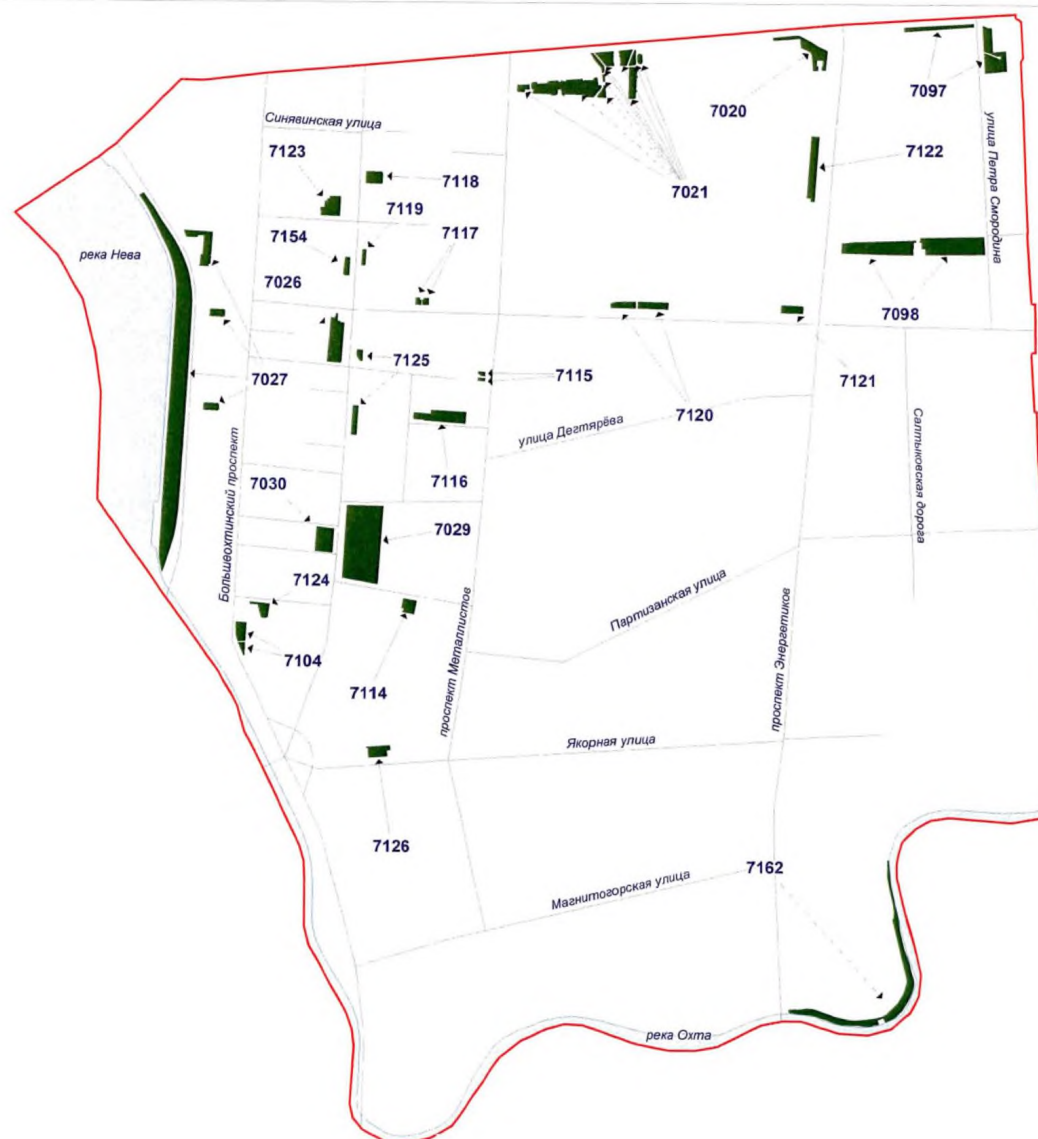 7020
7097
Синявинская улица
7123
7118
7122
улица Петра Смородина
7119
7021
7154
7117
река Нева
7026
7098
7027
7125
7115
7121
7120
улица Дегтярёва
Салтыковская дорога
Большеохтинский проспект
7030
7116
7029
7124
Партизанская улица
проспект Металлистов
проспект Энергетиков
7104
7114
Якорная улица
7126
7162
Магнитогорская улица
река Охта